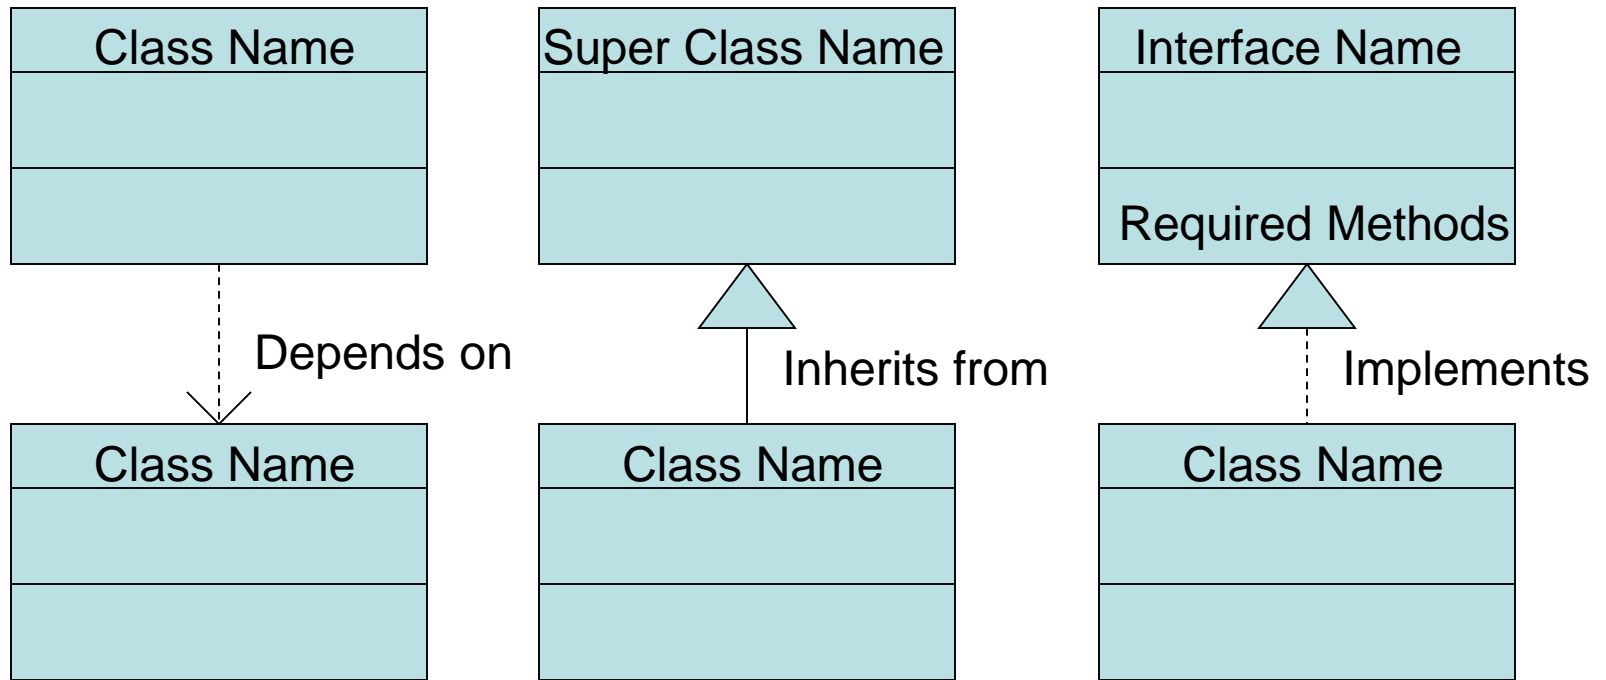 Class Name
Super Class Name
Interface Name
Required Methods
Depends on
Inherits from
Implements
Class Name
Class Name
Class Name